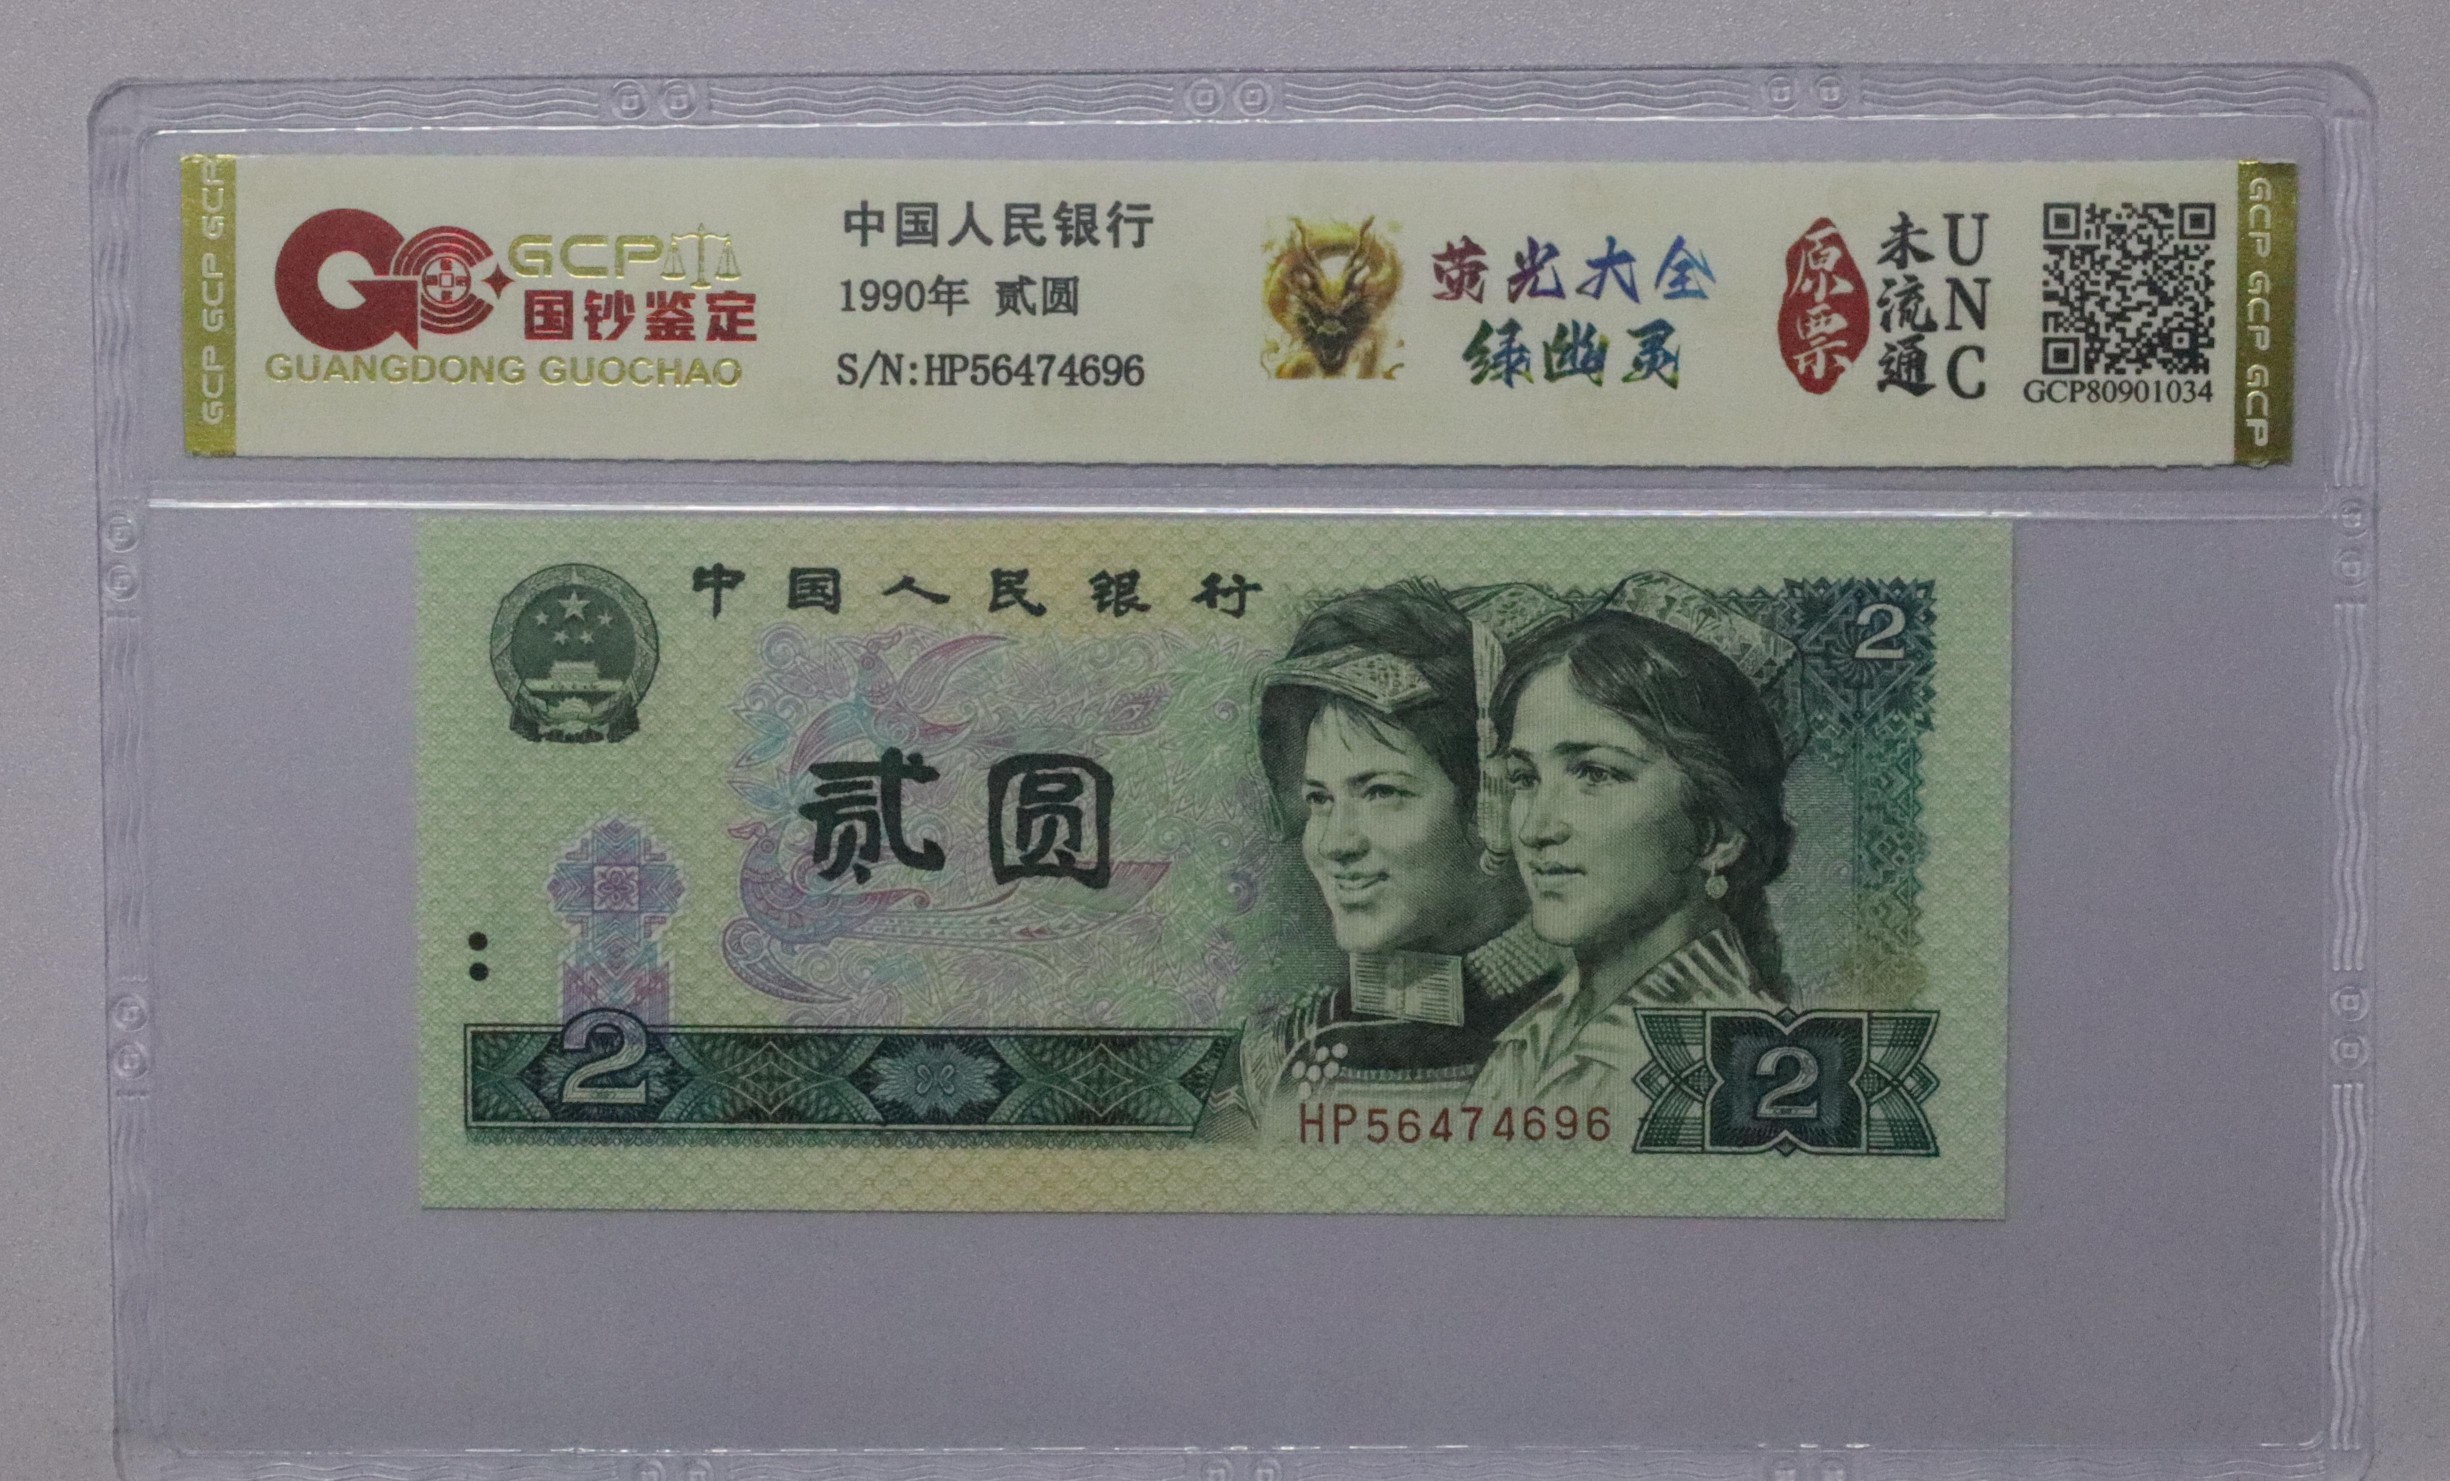 GCP GCP GCP
GCP
国钞鉴定
GUANGDONG GUOCHAO
中国人民银行
1990年 贰圆
S/N:HP56474696
荧光大全
绿幽灵
原票
未流通
UNC
GCP80901034
GCP GCP GCP
中国人民银行
2
贰圆
2
HP56474696
2